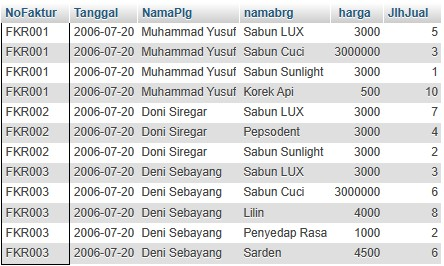 NoFaktur Tanggal NamaPlg namabrg harga JlhJual
FKR001 2006-07-20 Muhammad Yusuf Sabun LUX 3000 5
FKR001 2006-07-20 Muhammad Yusuf Sabun Cuci 3000000 3
FKR001 2006-07-20 Muhammad Yusuf Sabun Sunlight 3000 1
FKR001 2006-07-20 Muhammad Yusuf Korek Api 500 10
FKR002 2006-07-20 Doni Siregar Sabun LUX 3000 7
FKR002 2006-07-20 Doni Siregar Pepsodent 3000 4
FKR002 2006-07-20 Doni Siregar Sabun Sunlight 3000 2
FKR003 2006-07-20 Deni Sebayang Sabun LUX 3000 3
FKR003 2006-07-20 Deni Sebayang Sabun Cuci 3000000 6
FKR003 2006-07-20 Deni Sebayang Lilin 4000 8
FKR003 2006-07-20 Deni Sebayang Penyedap Rasa 1000 2
FKR003 2006-07-20 Deni Sebayang Sarden 4500 6